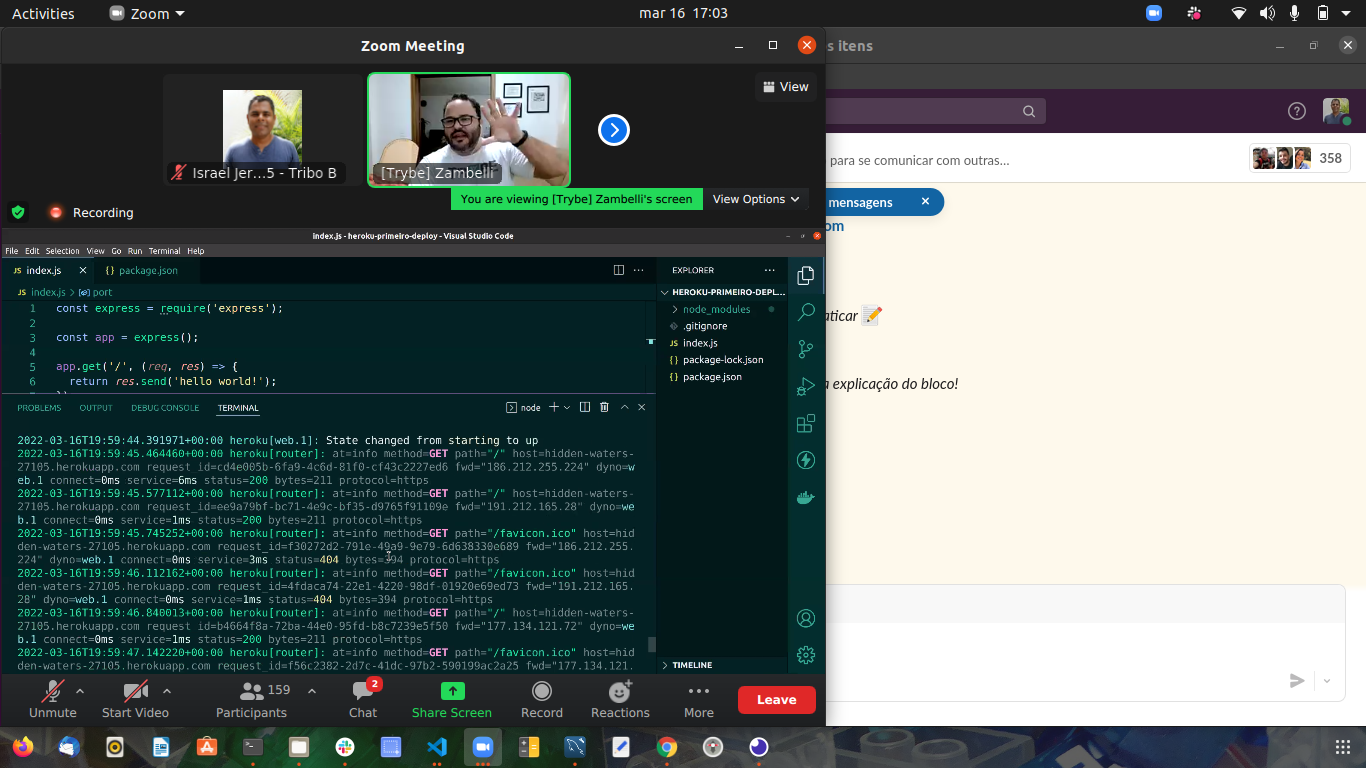 Activities
Zoom
mar 16 17:03
Zoom Meeting
s itens
View
Israel Jer...5 - Tribo B
[Trybe] Zambelli
You are viewing [Trybe] Zambelli's screen
View Options
Recording
para se comunicar com outras...
358
mensagens
om
aticar
a explicação do bloco!
index.js - heroku-primeiro-deploy - Visual Studio Code
File Edit Selection View Go Run Terminal Help
JS index.js
{} package.json
JS index.js > port
1 const express = require('express');
2
3 const app = express();
4
5 app.get('/', (req, res) => {
6 return res.send('hello world!');
EXPLORER
HEROKU-PRIMEIRO-DEPL...
node_modules
.gitignore
JS index.js
{} package-lock.json
{} package.json
TIMELINE
PROBLEMS OUTPUT DEBUG CONSOLE TERMINAL
node
2022-03-16T19:59:44.391971+00:00 heroku[web.1]: State changed from starting to up
2022-03-16T19:59:45.464460+00:00 heroku[router]: at=info method=GET path="/" host=hidden-waters-
27105.herokuapp.com request_id=cd4e005b-6fa9-4c6d-81f0-cf43c2227ed6 fwd="186.212.255.224" dyno=w
eb.1 connect=0ms service=6ms status=200 bytes=211 protocol=https
2022-03-16T19:59:45.577112+00:00 heroku[router]: at=info method=GET path="/" host=hidden-waters-
27105.herokuapp.com request_id=ee9a79bf-bc71-4e9c-bf35-d9765f91109e fwd="191.212.165.28" dyno=we
b.1 connect=0ms service=1ms status=200 bytes=211 protocol=https
2022-03-16T19:59:45.745252+00:00 heroku[router]: at=info method=GET path="/favicon.ico" host=hid
den-waters-27105.herokuapp.com request_id=f30272d2-791e-49a9-9e79-6d638330e689 fwd="186.212.255.
224" dyno=web.1 connect=0ms service=3ms status=404 bytes=394 protocol=https
2022-03-16T19:59:46.112162+00:00 heroku[router]: at=info method=GET path="/favicon.ico" host=hid
den-waters-27105.herokuapp.com request_id=4fdaca74-22e1-4220-98df-01920e69ed73 fwd="191.212.165.
28" dyno=web.1 connect=0ms service=1ms status=404 bytes=394 protocol=https
2022-03-16T19:59:46.840013+00:00 heroku[router]: at=info method=GET path="/" host=hidden-waters-
27105.herokuapp.com request_id=b4664f8a-72ba-44e0-95fd-b8c7239e5f50 fwd="177.134.121.72" dyno=we
b.1 connect=0ms service=1ms status=200 bytes=211 protocol=https
2022-03-16T19:59:47.142220+00:00 heroku[router]: at=info method=GET path="/favicon.ico" host=hid
den-waters-27105.herokuapp.com request_id=f56c2382-2d7c-41dc-97b2-590199ac2a25 fwd="177.134.121.
Unmute
Start Video
159
Participants
2
Chat
Share Screen
Record
Reactions
More
Leave